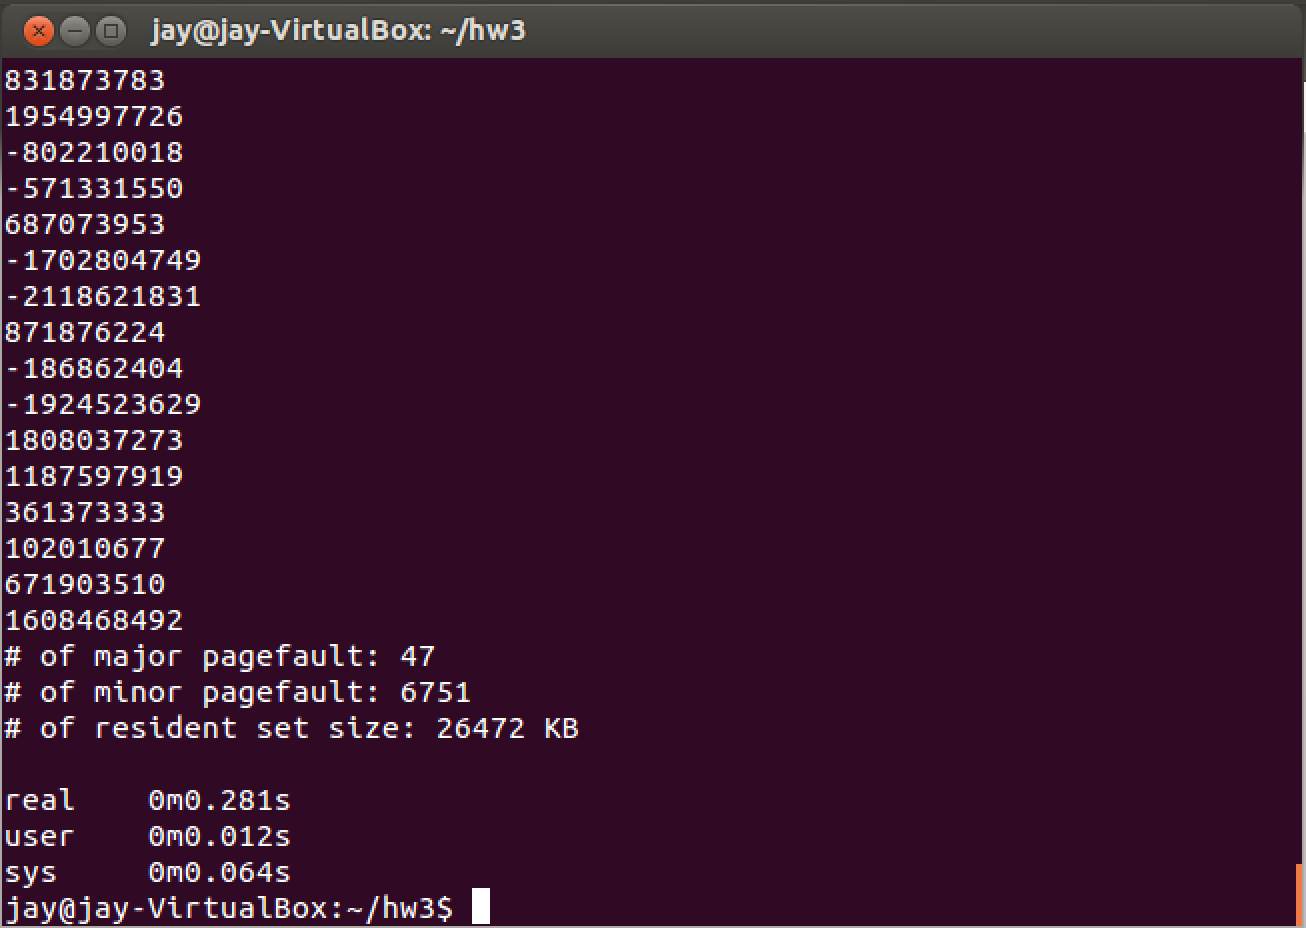 jay@jay-VirtualBox: ~/hw3
831873783
1954997726
-802210018
-571331550
687073953
-1702804749
-2118621831
871876224
-186862404
-1924523629
1808037273
1187597919
361373333
102010677
671903510
1608468492
# of major pagefault: 47
# of minor pagefault: 6751
# of resident set size: 26472 KB
real 0m0.281s
user 0m0.012s
sys 0m0.064s
jay@jay-VirtualBox:~/hw3$